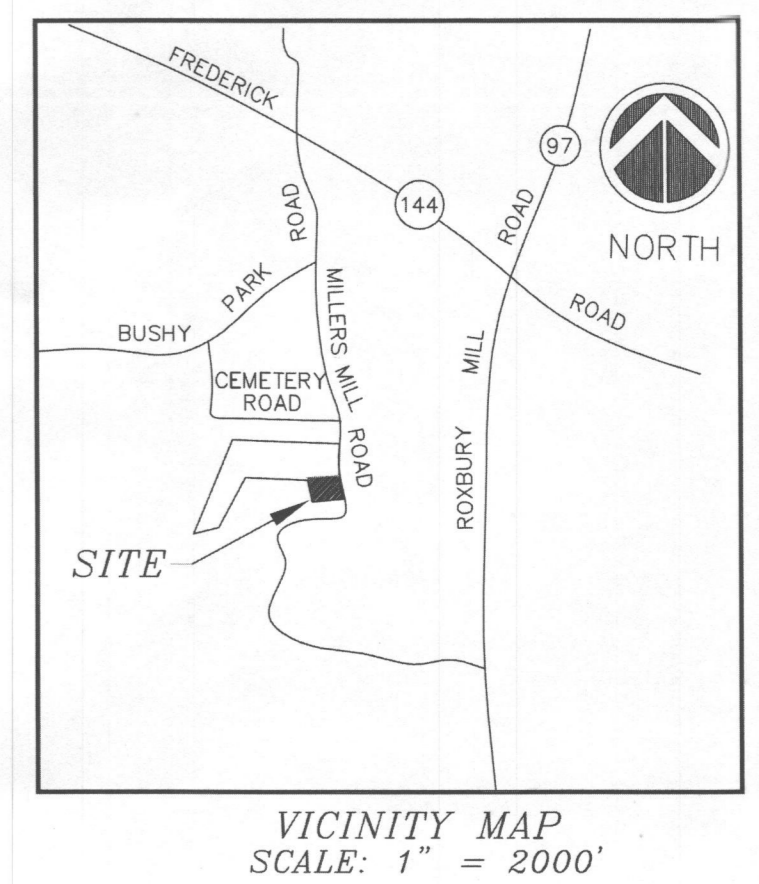 FREDERICK
97
144
ROAD
ROAD
NORTH
PARK
MILLERS MILL ROAD
ROAD
BUSHY
MILL
CEMETERY
ROAD
ROXBURY
SITE
VICINITY MAP
SCALE: 1" = 2000'